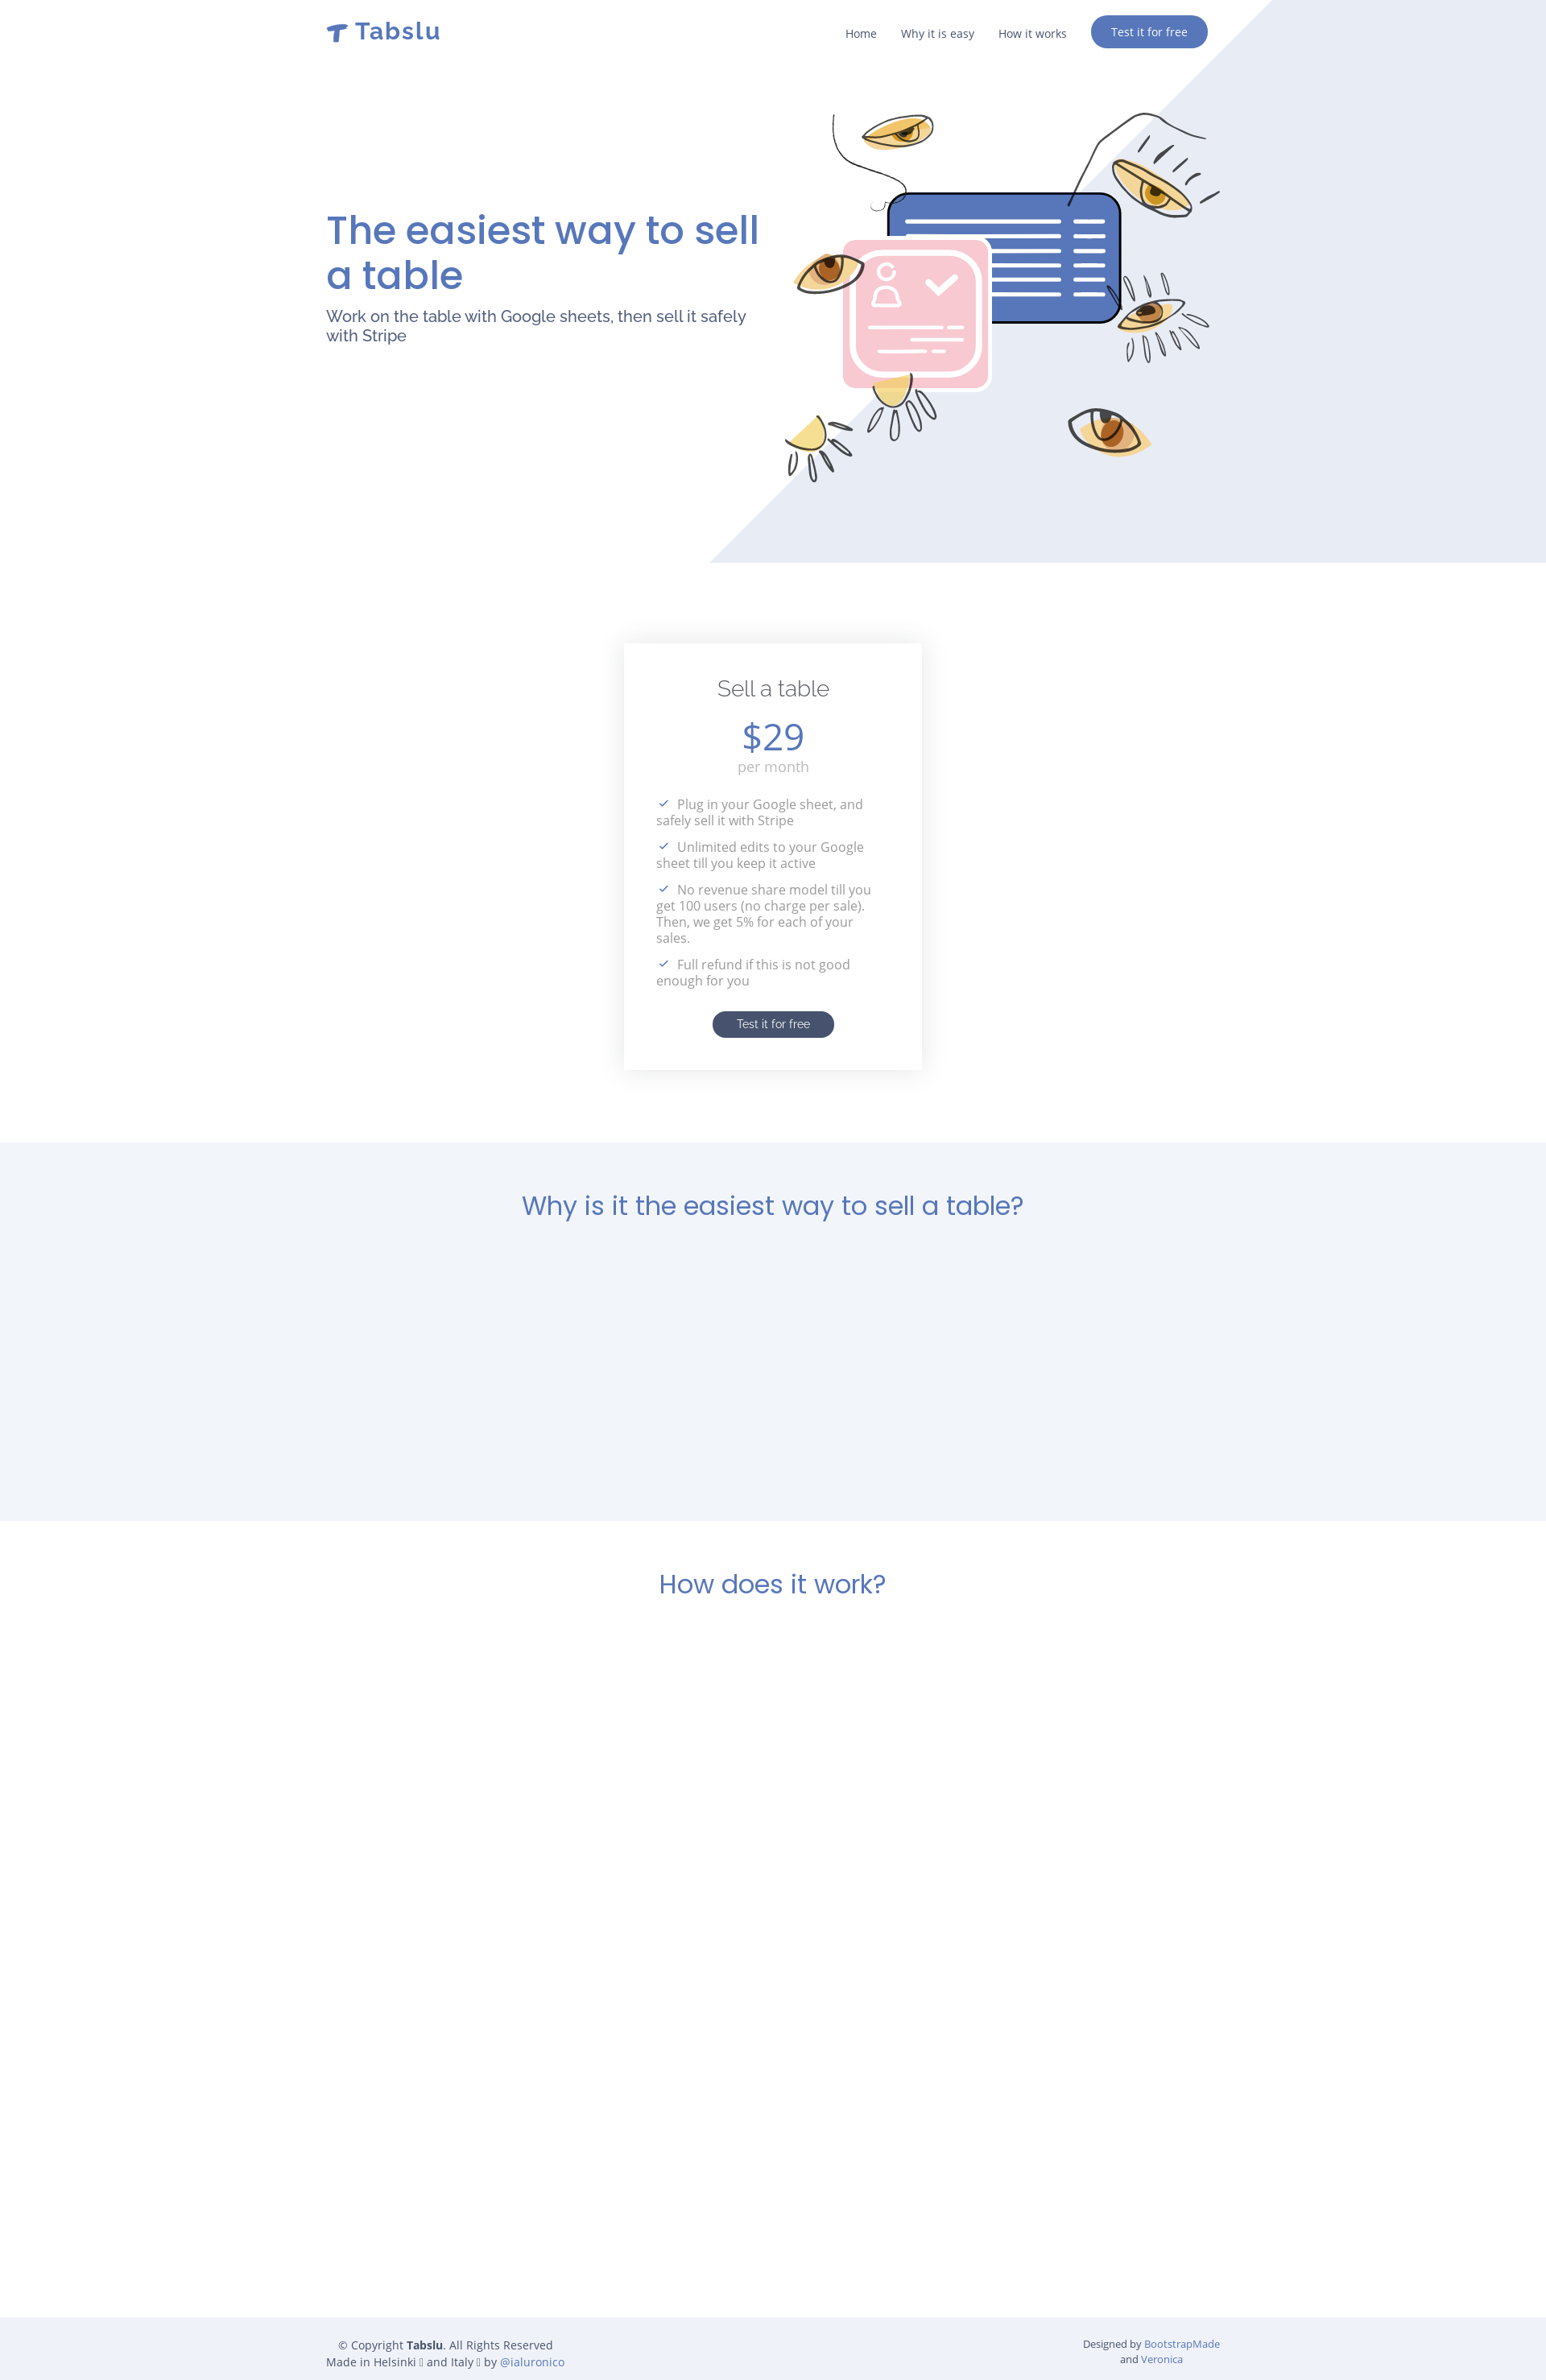 Tabslu
Home
Why it is easy
How it works
Test it for free
The easiest way to sell
a table
Work on the table with Google sheets, then sell it safely
with Stripe
Sell a table
$29
per month
Plug in your Google sheet, and
safely sell it with Stripe
Unlimited edits to your Google
sheet till you keep it active
No revenue share model till you
get 100 users (no charge per sale).
Then, we get 5% for each of your
sales.
Full refund if this is not good
enough for you
Test it for free
Why is it the easiest way to sell a table?
How does it work?
© Copyright Tabslu. All Rights Reserved
Made in Helsinki and Italy by @ialuronico
Designed by BootstrapMade
and Veronica